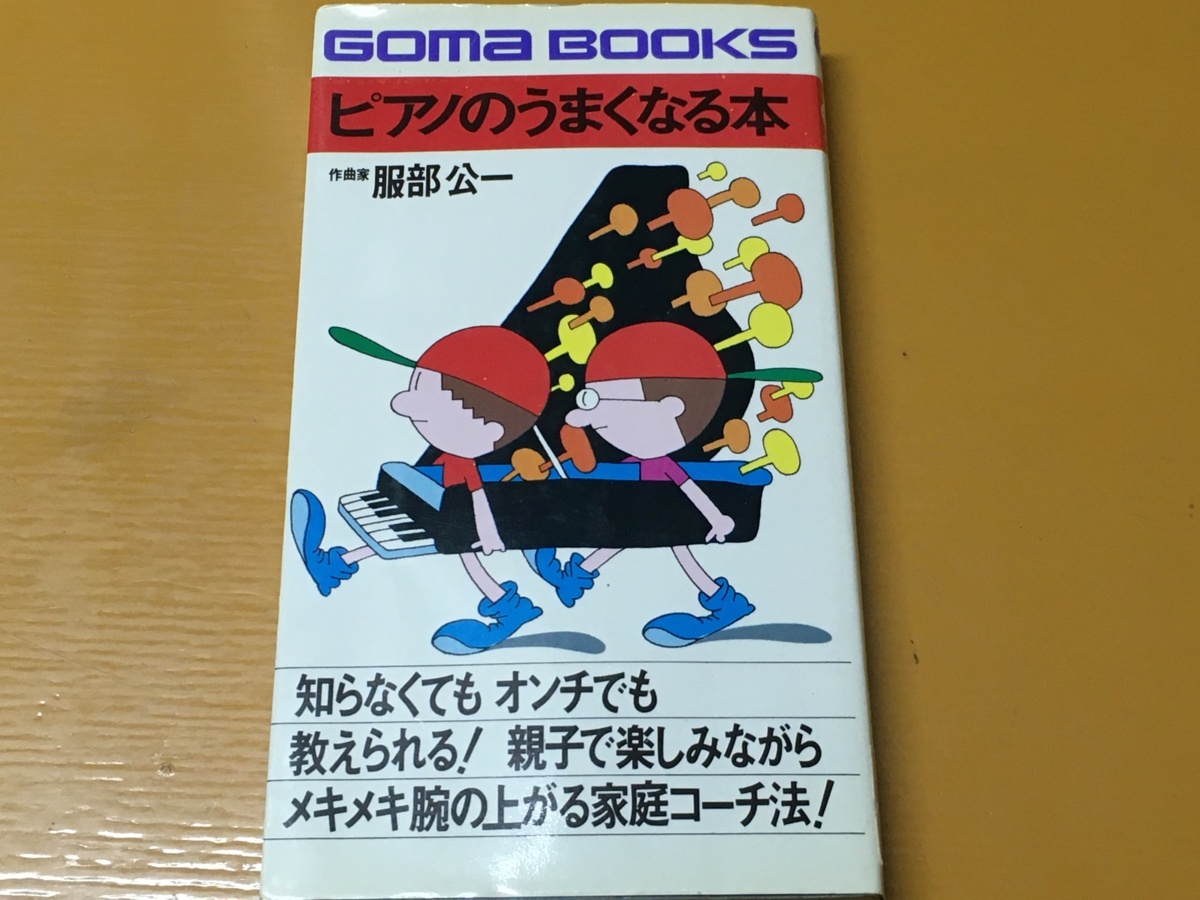 GOMA BOOKS
ピアノのうまくなる本
作曲家 服部 公一
知らなくても オンチでも
教えられる! 親子で楽しみながら
メキメキ腕の上がる家庭コーチ法!